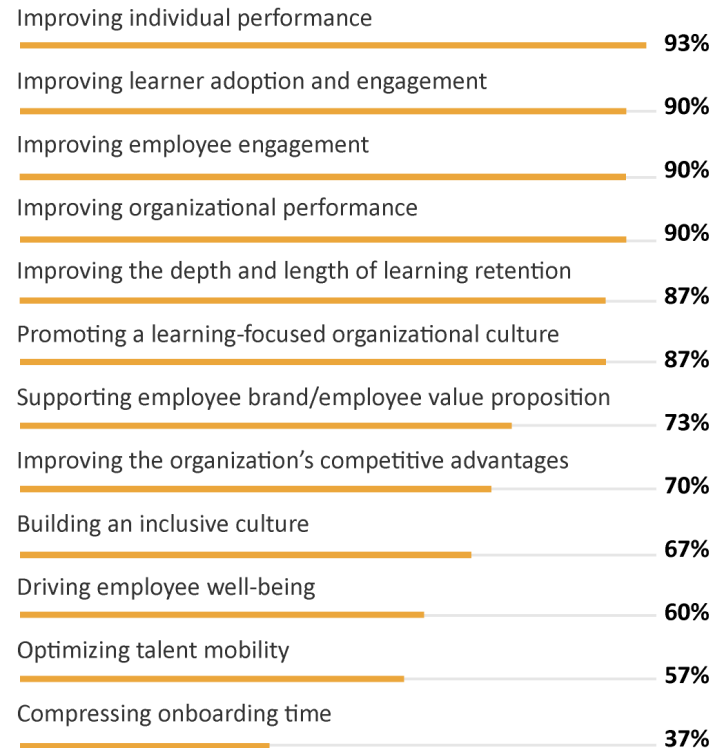 Improving individual performance
93%
Improving learner adoption and engagement
90%
Improving employee engagement
90%
Improving organizational performance
90%
Improving the depth and length of learning retention
87%
Promoting a learning-focused organizational culture
87%
Supporting employee brand/employee value proposition
73%
Improving the organization’s competitive advantages
70%
Building an inclusive culture
67%
Driving employee well-being
60%
Optimizing talent mobility
57%
Compressing onboarding time
37%